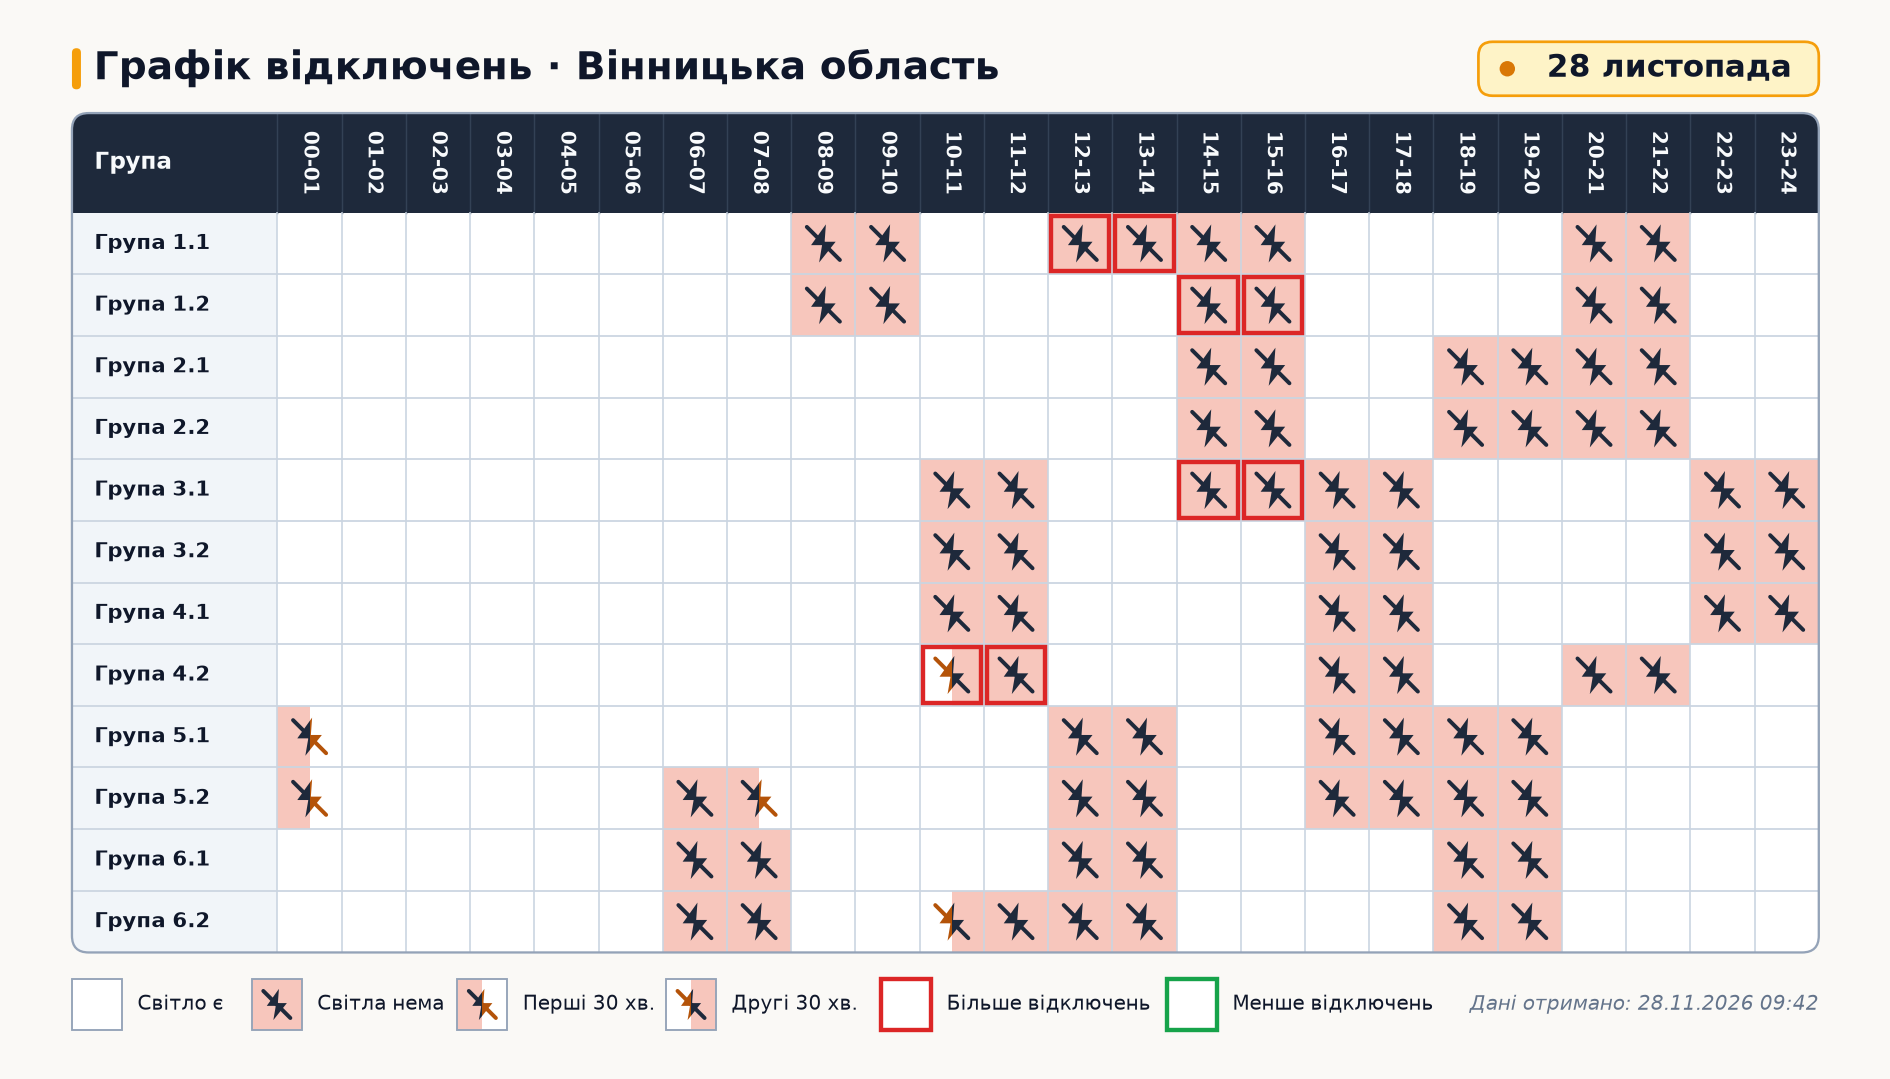 Графік відключень · Вінницька область
28 листопада
Група 00-01 01-02 02-03 03-04 04-05 05-06 06-07 07-08 08-09 09-10 10-11 11-12 12-13 13-14 14-15 15-16 16-17 17-18 18-19 19-20 20-21 21-22 22-23 23-24
Група 1.1
Група 1.2
Група 2.1
Група 2.2
Група 3.1
Група 3.2
Група 4.1
Група 4.2
Група 5.1
Група 5.2
Група 6.1
Група 6.2
Світло є Світла нема Перші 30 хв. Другі 30 хв. Більше відключень Менше відключень Дані отримано: 28.11.2026 09:42